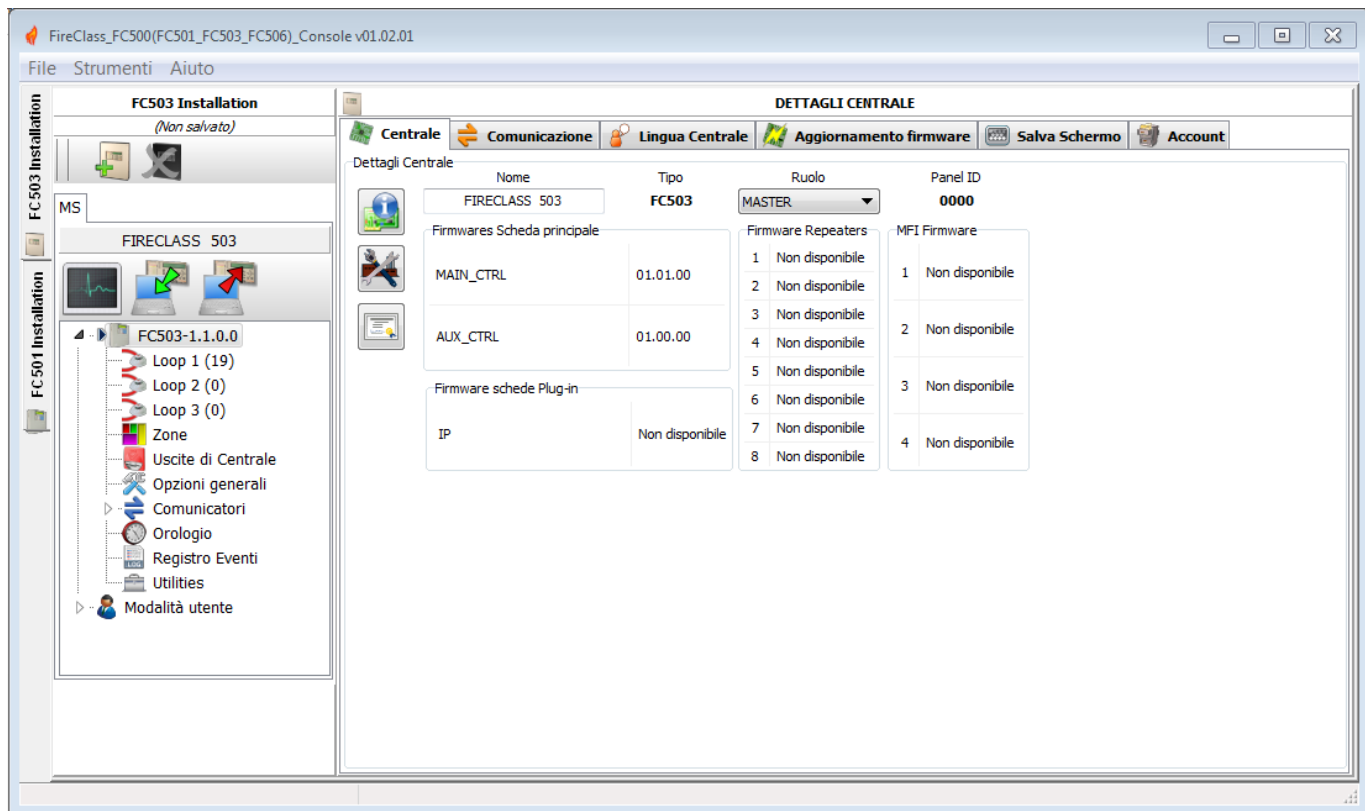 FireClass_FC500(FC501_FC503_FC506)_Console v01.02.01
File Strumenti Aiuto
FC503 Installation
FC501 Installation
FC503 Installation
(Non salvato)
MS
FIRECLASS 503
FC503-1.1.0.0
Loop 1 (19)
Loop 2 (0)
Loop 3 (0)
Zone
Uscite di Centrale
Opzioni generali
Comunicatori
Orologio
LOG
Registro Eventi
Utilities
Modalità utente
DETTAGLI CENTRALE
Centrale Comunicazione Lingua Centrale Aggiornamento firmware Salva Schermo Account
Dettagli Centrale
Nome Tipo Ruolo Panel ID
FIRECLASS 503 FC503 MASTER 0000
Firmwares Scheda principale
MAIN_CTRL 01.01.00
AUX_CTRL 01.00.00
Firmware schede Plug-in
IP Non disponibile
Firmware Repeaters
1 Non disponibile
2 Non disponibile
3 Non disponibile
4 Non disponibile
5 Non disponibile
6 Non disponibile
7 Non disponibile
8 Non disponibile
MFI Firmware
1 Non disponibile
2 Non disponibile
3 Non disponibile
4 Non disponibile